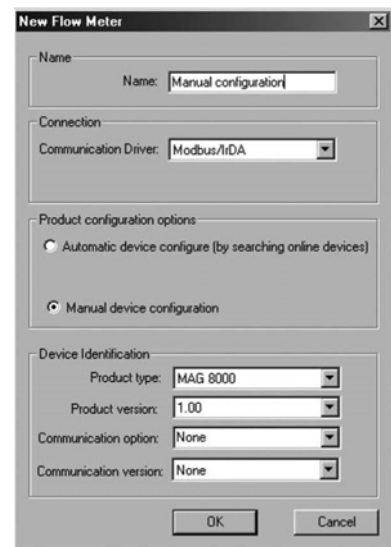 New Flow Meter
Name
Name: Manual configuration
Connection
Communication Driver: Modbus/IrDA
Product configuration options
Automatic device configure (by searching online devices)
Manual device configuration
Device Identification
Product type: MAG 8000
Product version: 1.00
Communication option: None
Communication version: None
OK Cancel